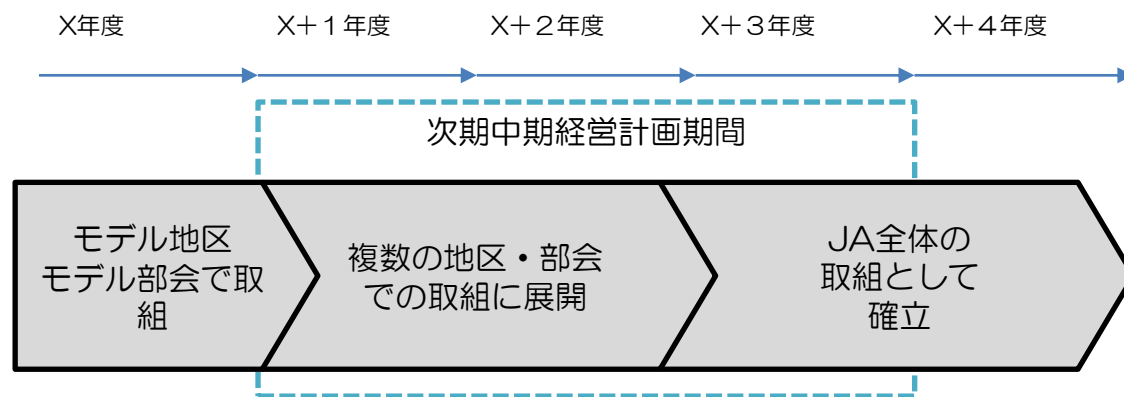 X年度
X＋１年度
X＋２年度
X＋３年度
X＋４年度
次期中期経営計画期間
モデル地区
モデル部会で取
組
複数の地区・部会
での取組に展開
JA全体の
取組として
確立